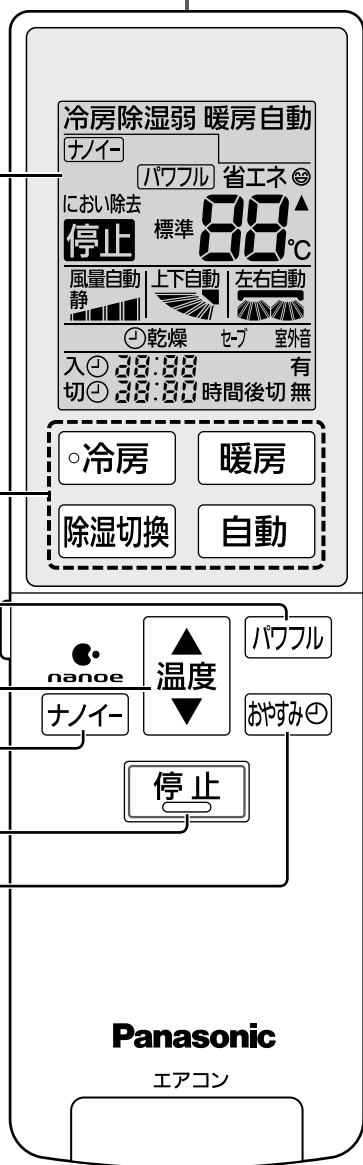 冷房除湿弱 暖房自動
ナノイー
パワフル 省エネ
におい除去
停止 標準 88℃
風量自動 上下自動 左右自動
静
乾燥 セーブ 室外音
入 28:88 有
切 28:80 時間後切 無
冷房 暖房
除湿切換 自動
パワフル
nanoe
温度
ナノイー おやすみ
停止
Panasonic
エアコン